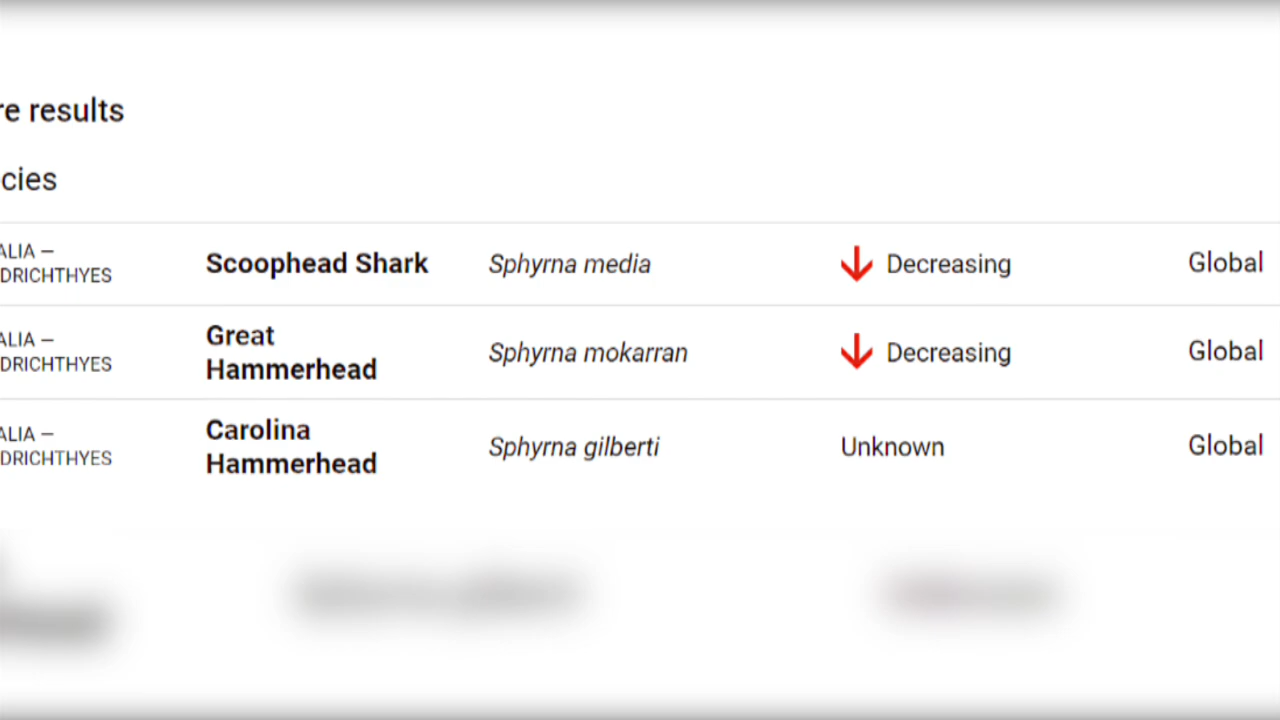 re results
cies
ALIA –
DRICHTHYES
Scoophead Shark
Sphyrna media
Decreasing
Global
ALIA –
DRICHTHYES
Great
Hammerhead
Sphyrna mokarran
Decreasing
Global
ALIA –
DRICHTHYES
Carolina
Hammerhead
Sphyrna gilberti
Unknown
Global